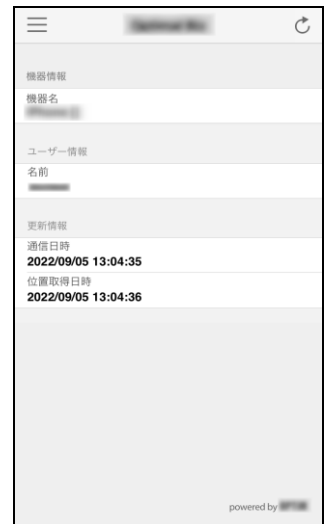 機器情報
機器名
ユーザー情報
名前
更新情報
通信日時
2022/09/05 13:04:35
位置取得日時
2022/09/05 13:04:36
powered by